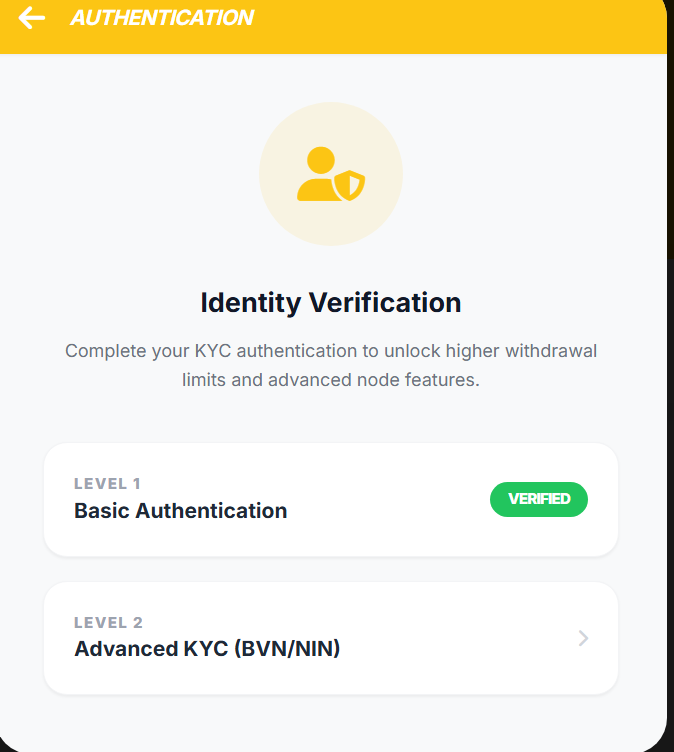 AUTHENTICATION
Identity Verification
Complete your KYC authentication to unlock higher withdrawal
limits and advanced node features.
LEVEL 1
Basic Authentication
VERIFIED
LEVEL 2
Advanced KYC (BVN/NIN)